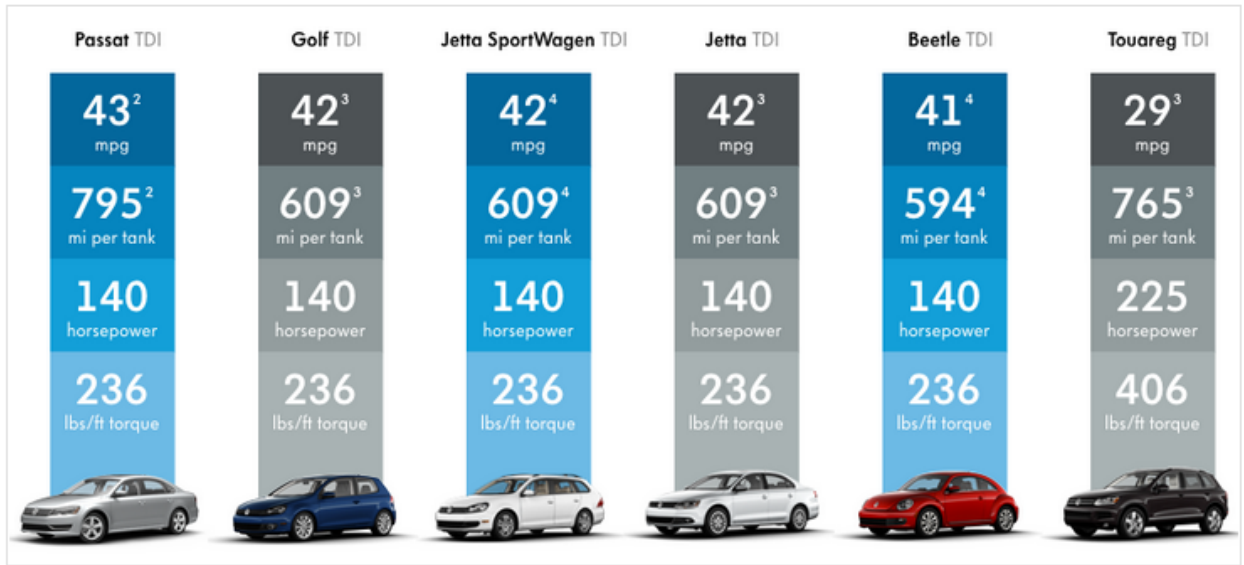 Passat TDI
43²
mpg
795²
mi per tank
140
horsepower
236
lbs/ft torque
Golf TDI
42³
mpg
609³
mi per tank
140
horsepower
236
lbs/ft torque
Jetta SportWagen TDI
42⁴
mpg
609⁴
mi per tank
140
horsepower
236
lbs/ft torque
Jetta TDI
42³
mpg
609³
mi per tank
140
horsepower
236
lbs/ft torque
Beetle TDI
41⁴
mpg
594⁴
mi per tank
140
horsepower
236
lbs/ft torque
Touareg TDI
29³
mpg
765³
mi per tank
225
horsepower
406
lbs/ft torque